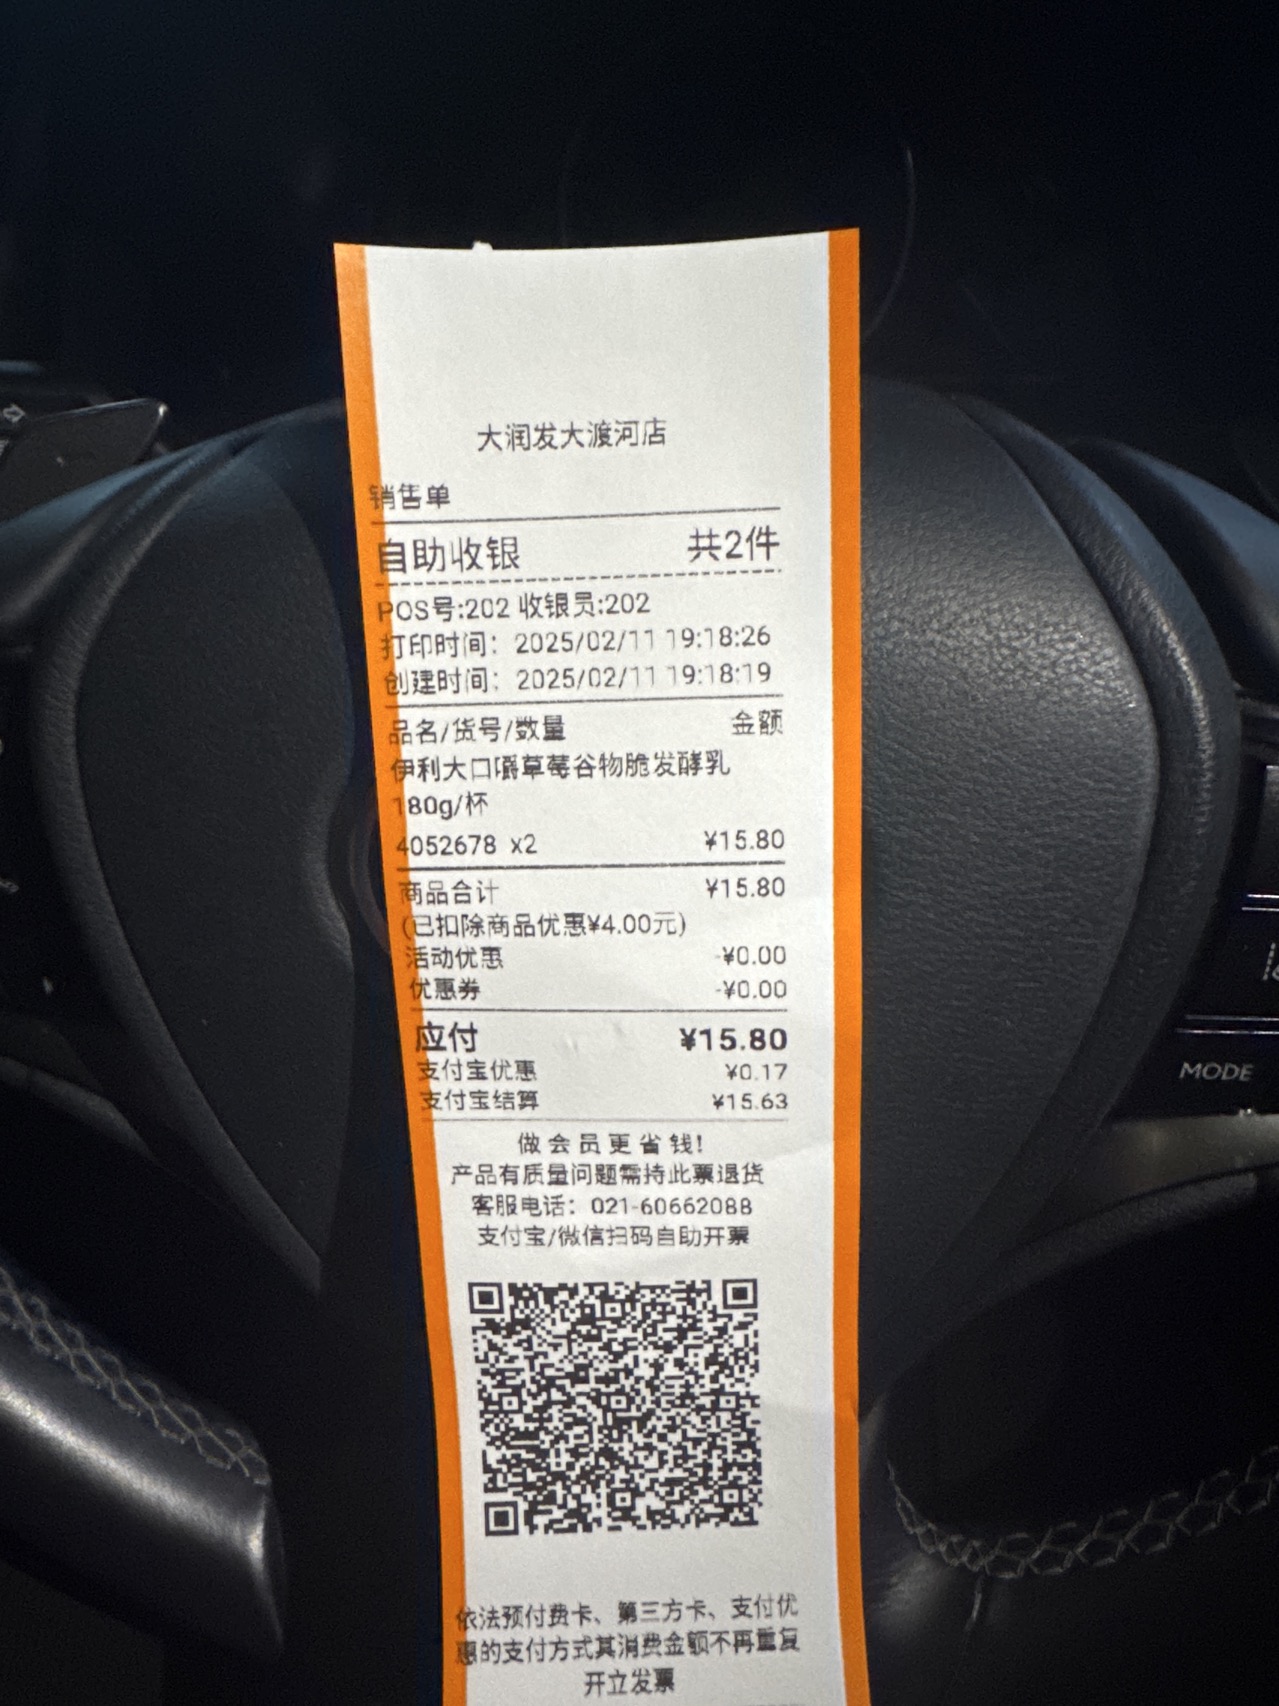 大润发大渡河店
销售单
自助收银 共2件
POS号:202 收银员:202
打印时间：2025/02/11 19:18:26
创建时间：2025/02/11 19:18:19
品名/货号/数量 金额
伊利大口嚼草莓谷物脆发酵乳
180g/杯
4052678 x2 ¥15.80
商品合计 ¥15.80
(已扣除商品优惠¥4.00元)
活动优惠 -¥0.00
优惠券 -¥0.00
应付 ¥15.80
支付宝优惠 ¥0.17
支付宝结算 ¥15.63
做会员更省钱!
产品有质量问题需持此票退货
客服电话：021-60662088
支付宝/微信扫码自助开票
依法预付费卡、第三方卡、支付优
惠的支付方式其消费金额不再重复
开立发票
MODE